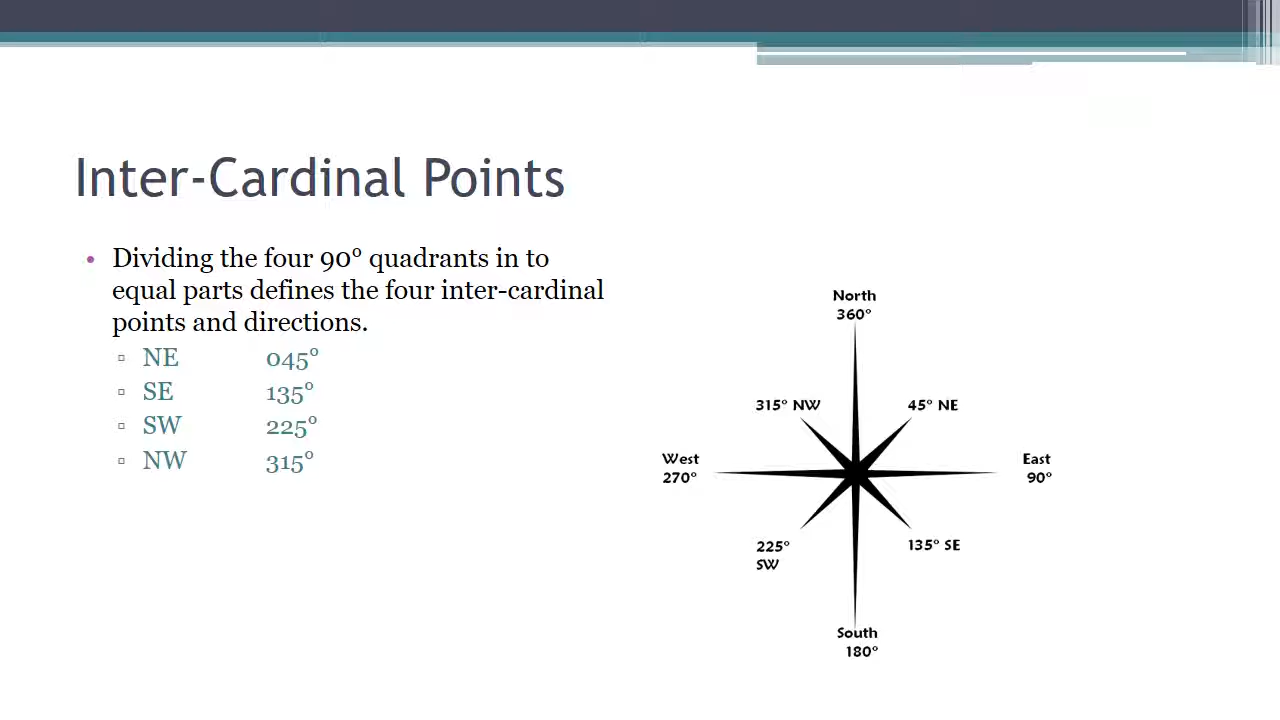 Inter-Cardinal Points
• Dividing the four 90° quadrants in to
equal parts defines the four inter-cardinal
points and directions.
▫ NE 045°
▫ SE 135°
▫ SW 225°
▫ NW 315°
North
360°
315° NW
45° NE
West
270°
East
90°
225°
SW
135° SE
South
180°